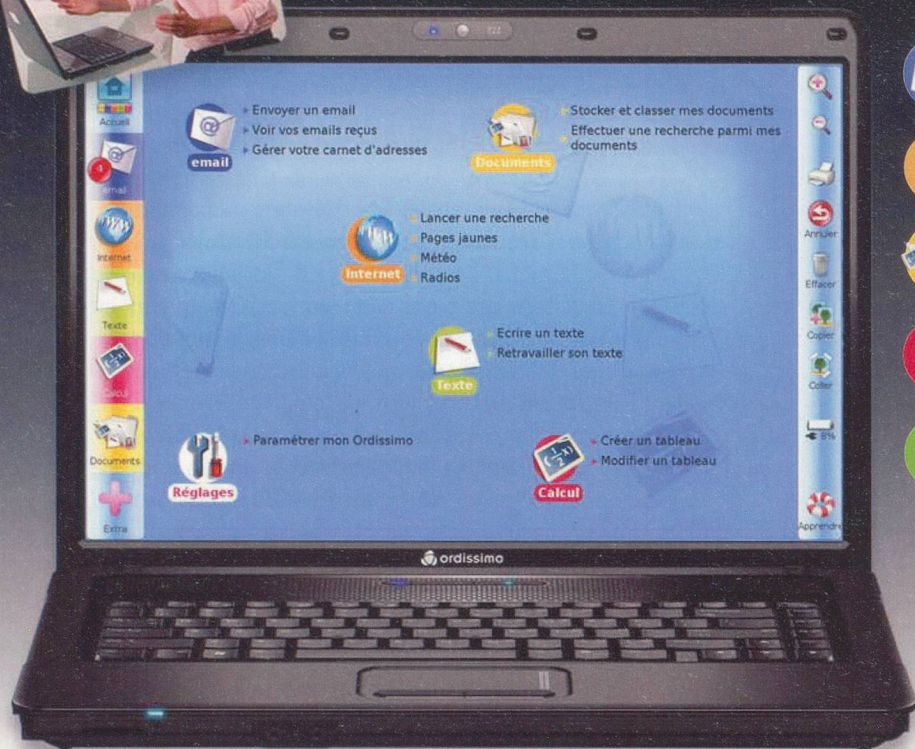 Accueil
email
Internet
Texte
Calcul
Documents
Extra
email
Envoyer un email
Voir vos emails reçus
Gérer votre carnet d'adresses
Documents
Stocker et classer mes documents
Effectuer une recherche parmi mes
documents
Internet
Lancer une recherche
Pages jaunes
Météo
Radios
Texte
Ecrire un texte
Retravailler son texte
Réglages
Paramétrer mon Ordissimo
Calcul
Créer un tableau
Modifier un tableau
Annuler
Effacer
Copier
Coller
8%
Apprendre
ordissimo